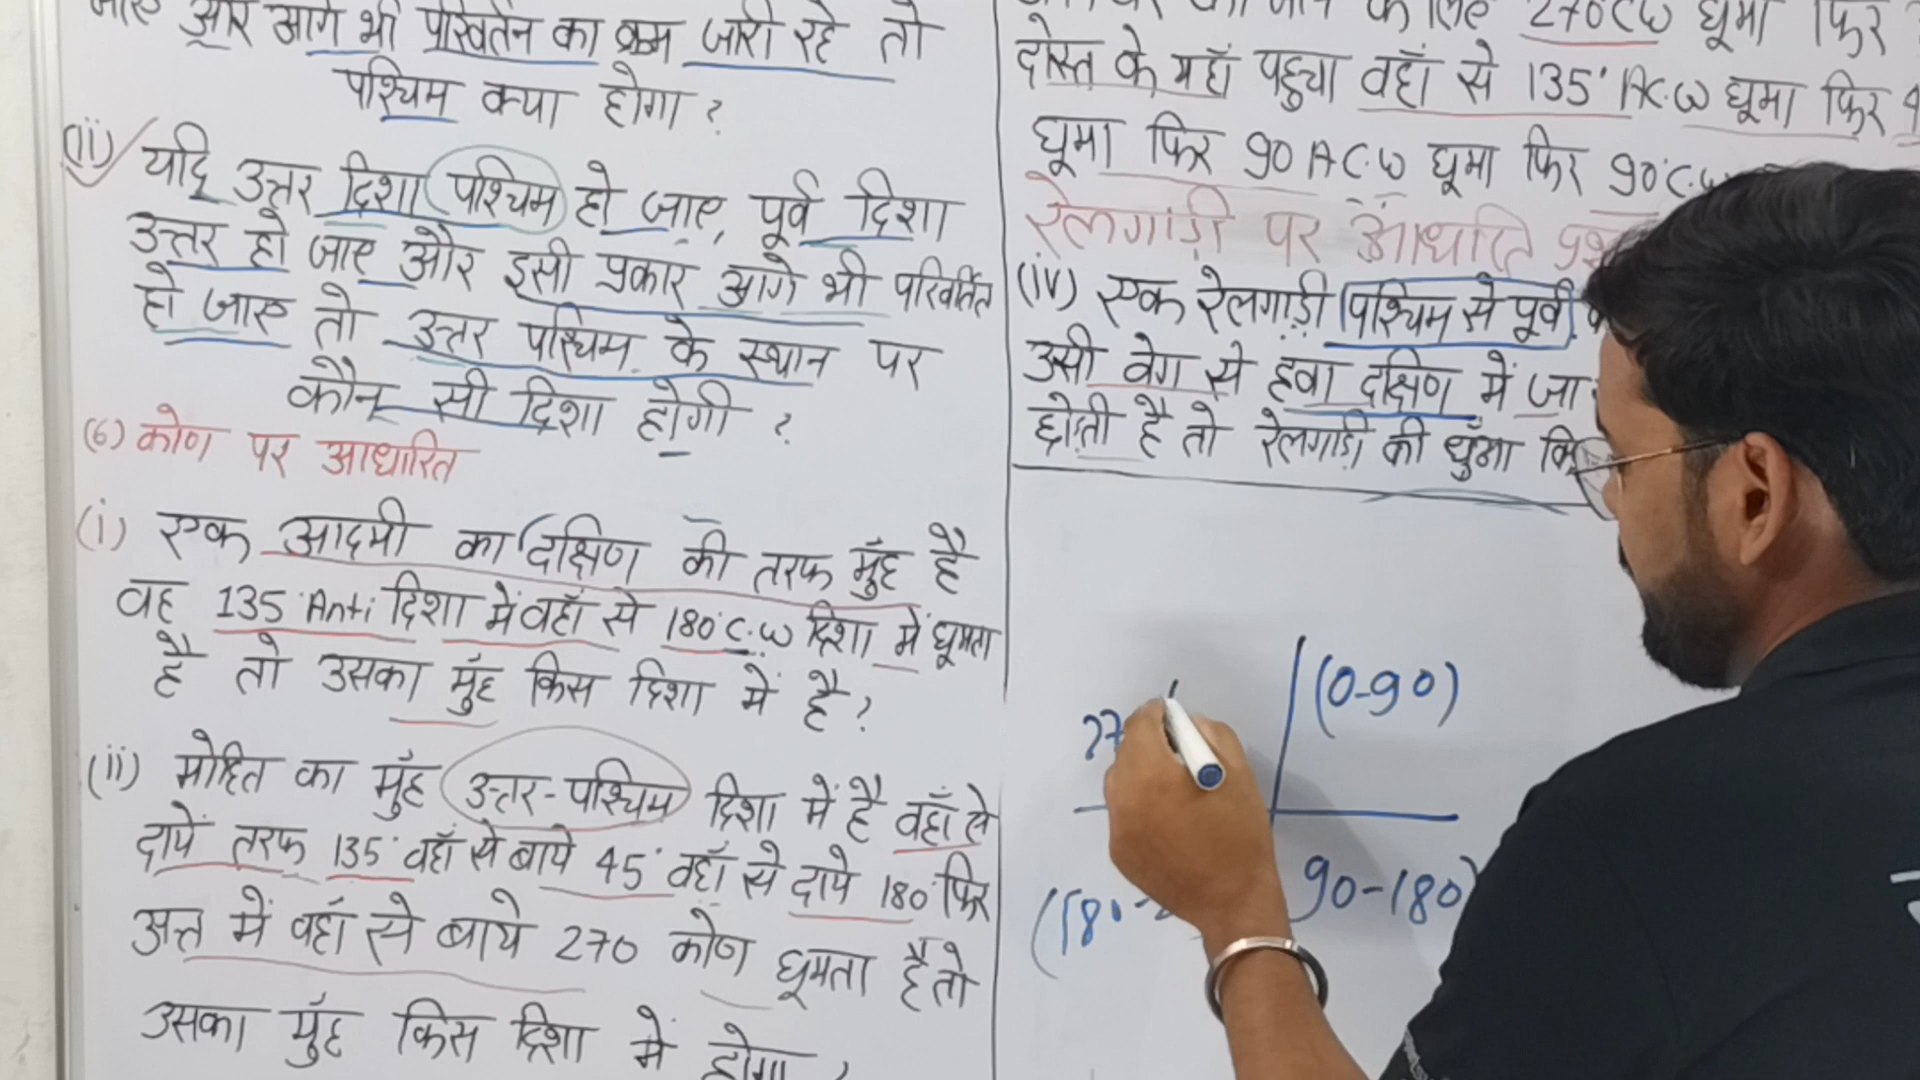 जाए और आगे भी परिवर्तन का क्रम जारी रहे तो
पश्चिम क्या होगा ?
(ii) यदि उत्तर दिशा पश्चिम हो जाए, पूर्व दिशा
उत्तर हो जाए और इसी प्रकार आगे भी परिवर्तित
हो जाए तो उत्तर पश्चिम के स्थान पर
कौन सी दिशा होगी ?
(6) कोण पर आधारित
(i) एक आदमी का दक्षिण की तरफ मुँह है
वह 135° Anti दिशा में वहाँ से 180° C.W दिशा में घूमता
है तो उसका मुँह किस दिशा में है ?
(ii) मोहित का मुँह उत्तर-पश्चिम दिशा में है वहाँ से
दायें तरफ 135° वहाँ से बायें 45° वहाँ से दायें 180° फिर
अन्त में वहाँ से बायें 270 कोण घूमता है तो
उसका मुँह किस दिशा में होगा ?
के लिए 270° CW घूमा फिर
दोस्त के यहाँ पहुचा वहाँ से 135° A.C.W घूमा फिर
घूमा फिर 90 A.C.W घूमा फिर 90° C.W
रेलगाड़ी पर आधारित
(iv) एक रेलगाड़ी पश्चिम से पूर्व
उसी वेग से हवा दक्षिण में जा
छोती है तो रेलगाड़ी की धुँआ
(0-90)
27
90-180)
(180-